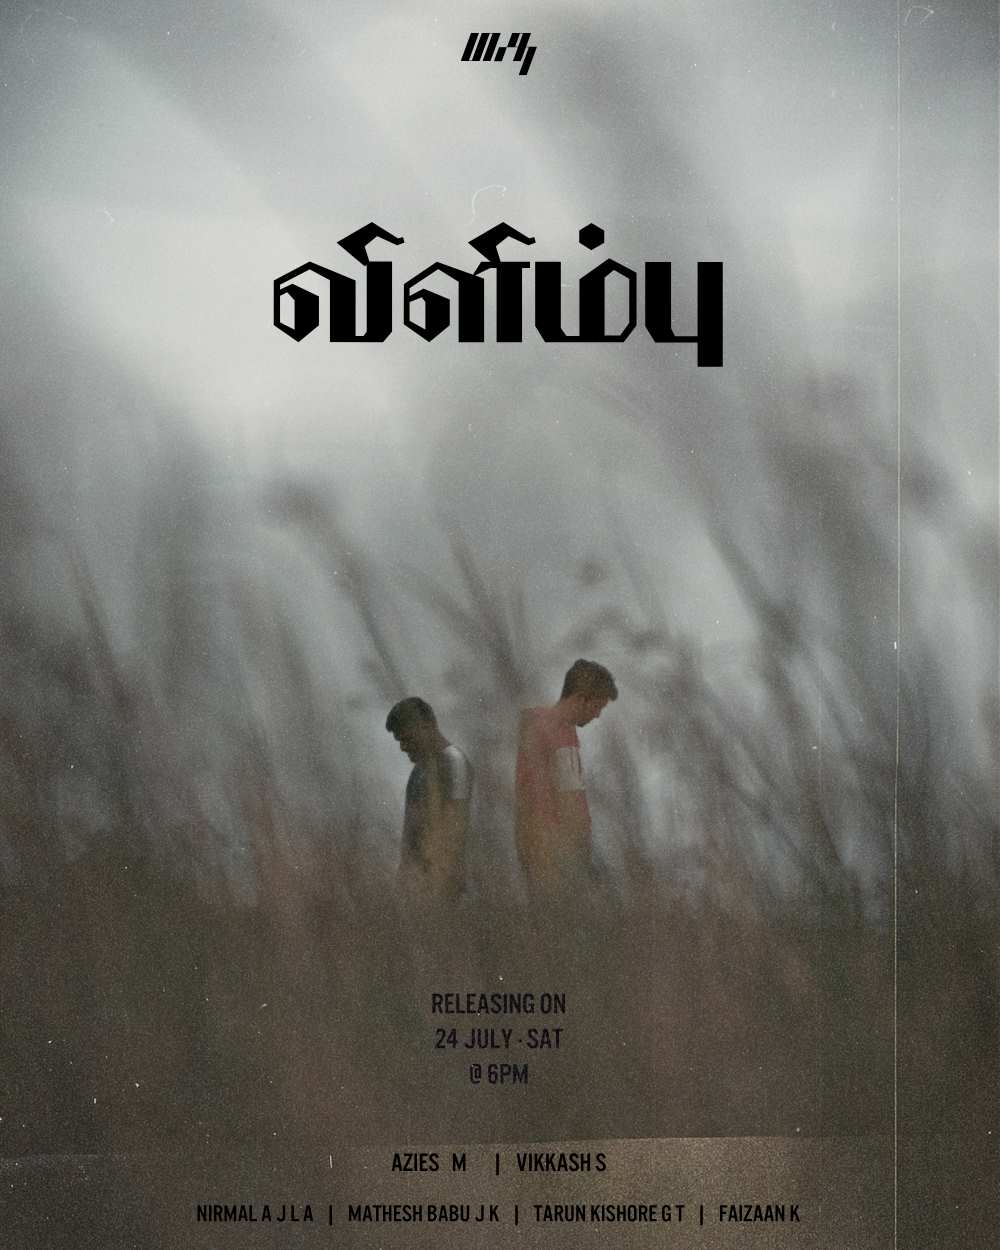 விளிம்பு
RELEASING ON
24 JULY · SAT
@ 6PM
AZIES M | VIKKASH S
NIRMAL A J L A | MATHESH BABU J K | TARUN KISHORE G T | FAIZAAN K